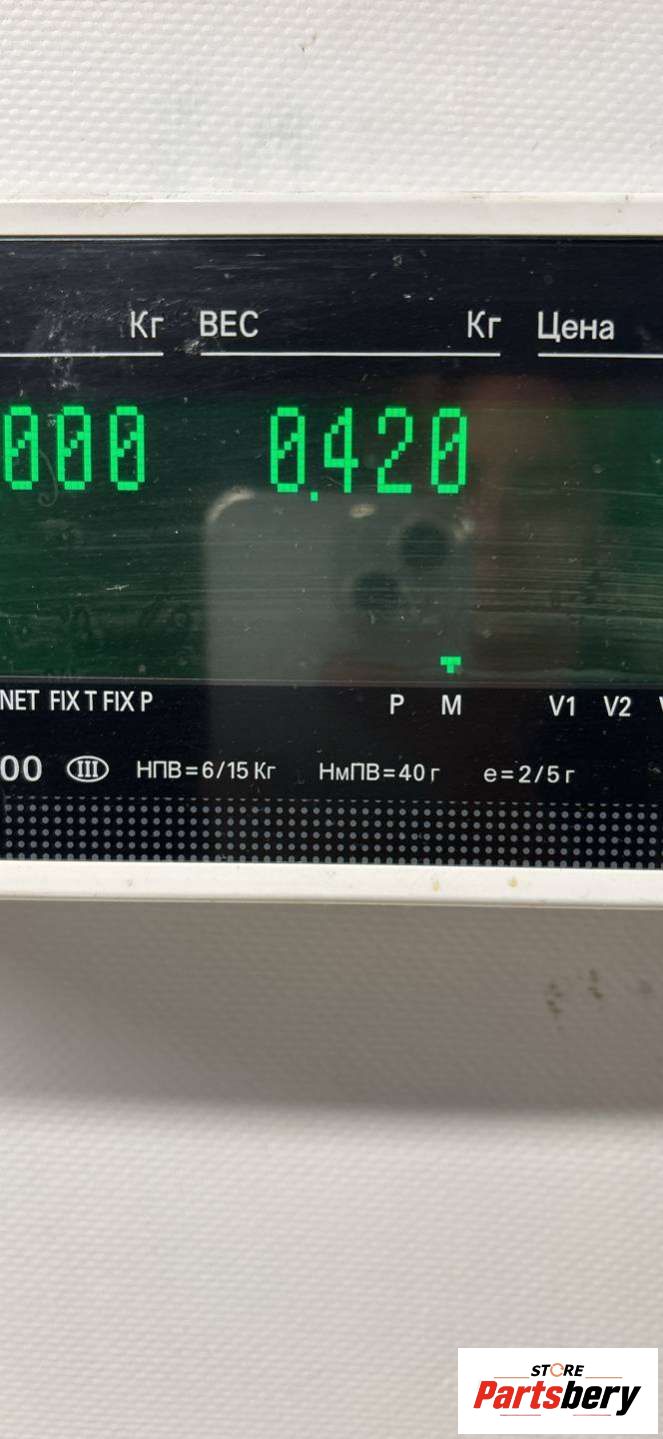 Кг ВЕС Кг Цена
000 0.420
NET FIX T FIX P P M V1 V2
00 III НПВ=6/15 Кг НмПВ=40 г e=2/5 г
STORE
Partsbery